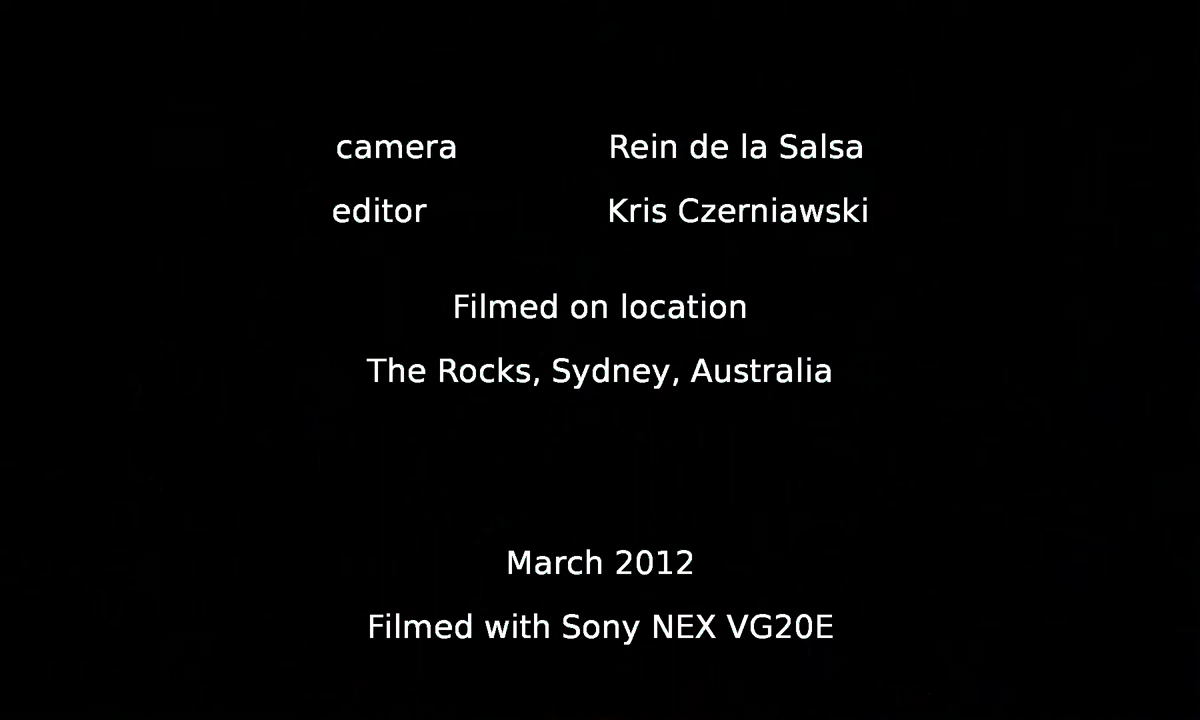 camera Rein de la Salsa
editor Kris Czerniawski
Filmed on location
The Rocks, Sydney, Australia
March 2012
Filmed with Sony NEX VG20E